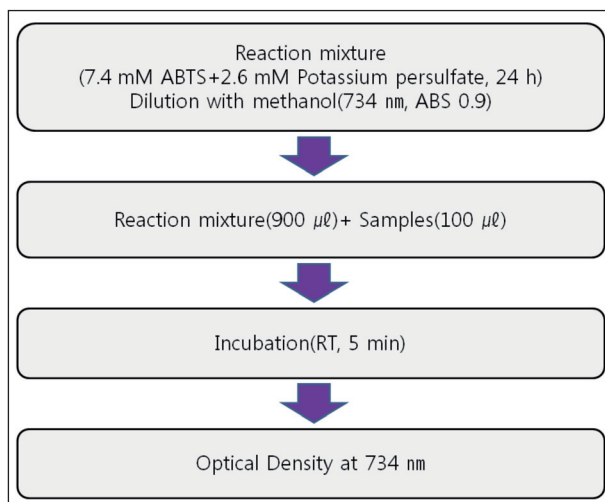 Reaction mixture
(7.4 mM ABTS+2.6 mM Potassium persulfate, 24 h)
Dilution with methanol(734 ㎚, ABS 0.9)
Reaction mixture(900 ㎕)+ Samples(100 ㎕)
Incubation(RT, 5 min)
Optical Density at 734 ㎚